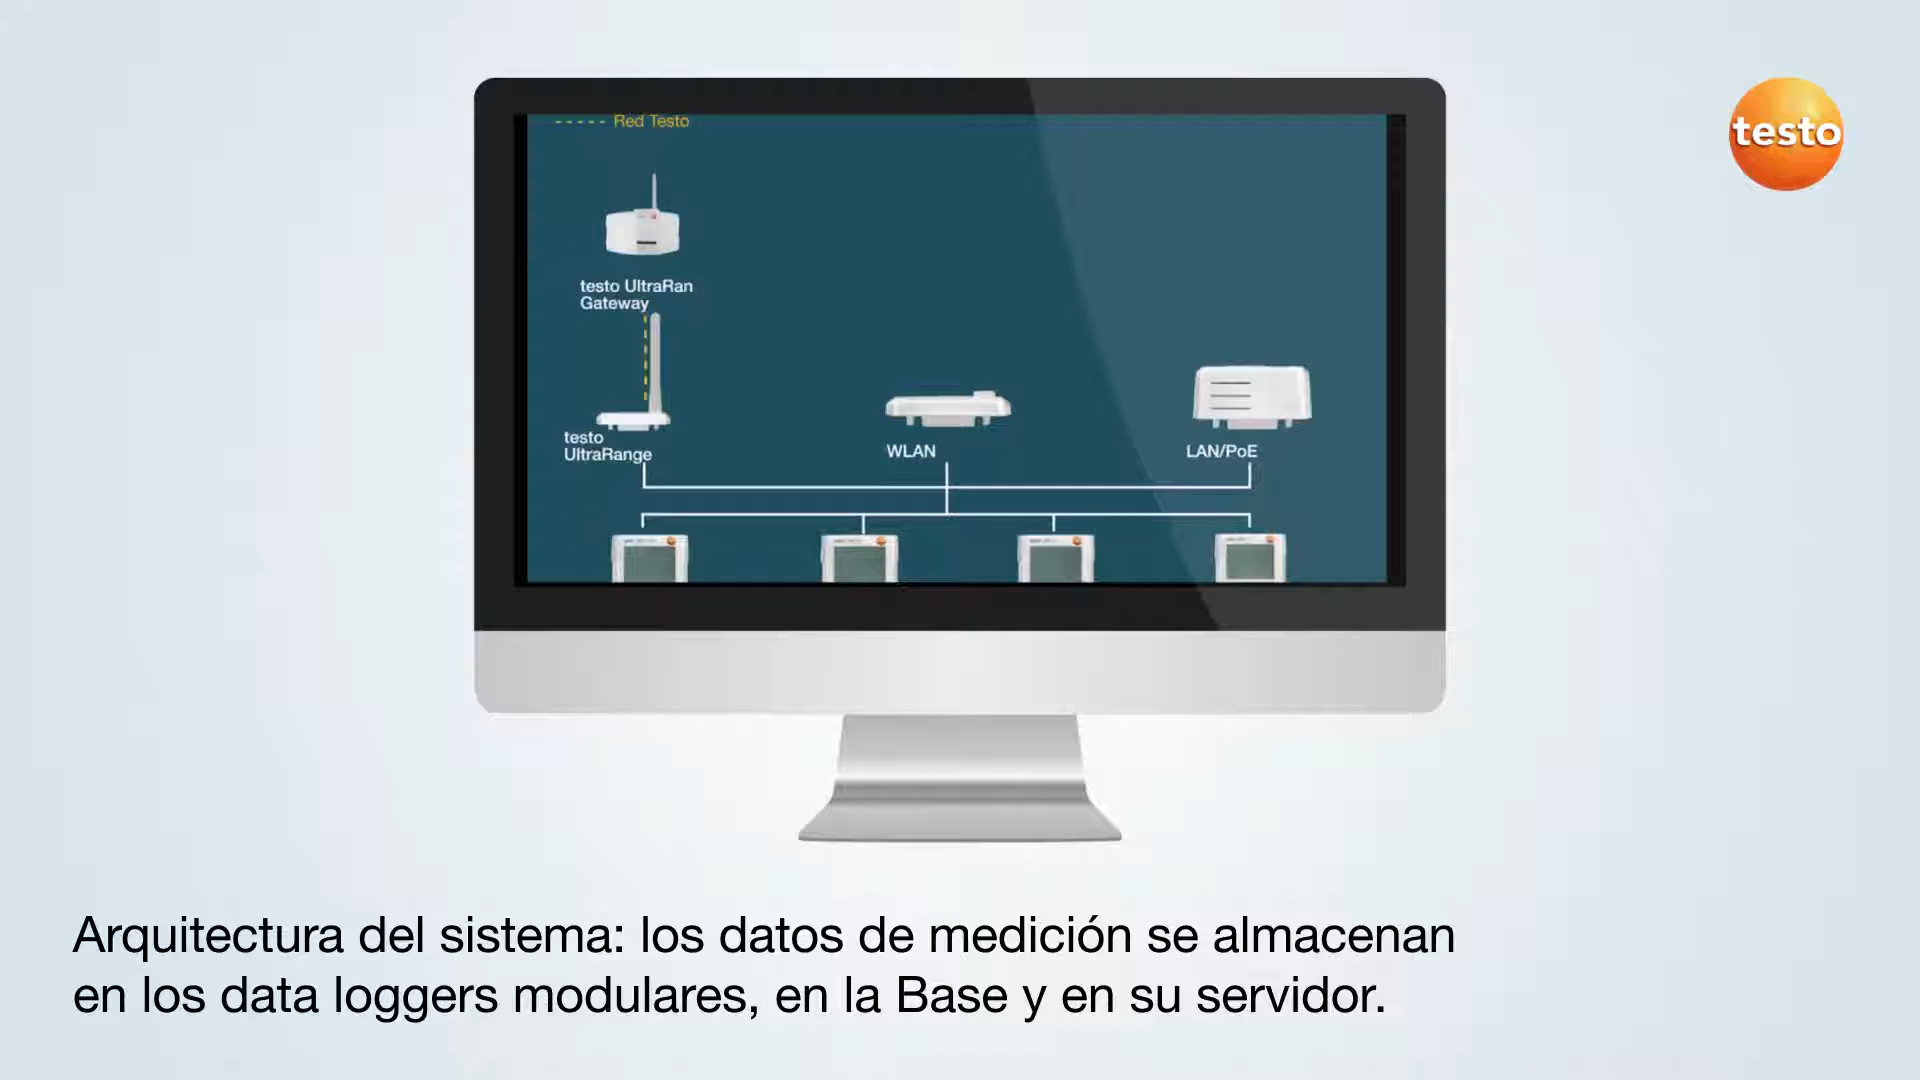 testo
Red Testo
testo UltraRan
Gateway
testo
UltraRange
WLAN
LAN/PoE
Arquitectura del sistema: los datos de medición se almacenan
en los data loggers modulares, en la Base y en su servidor.